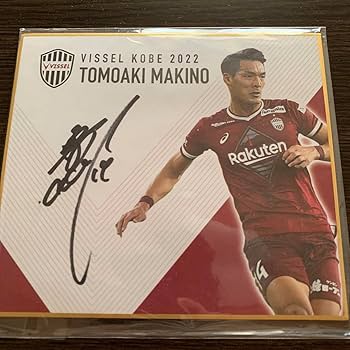 VISSEL KOBE 2022
TOMOAKI MAKINO
VISSEL
Rakuten